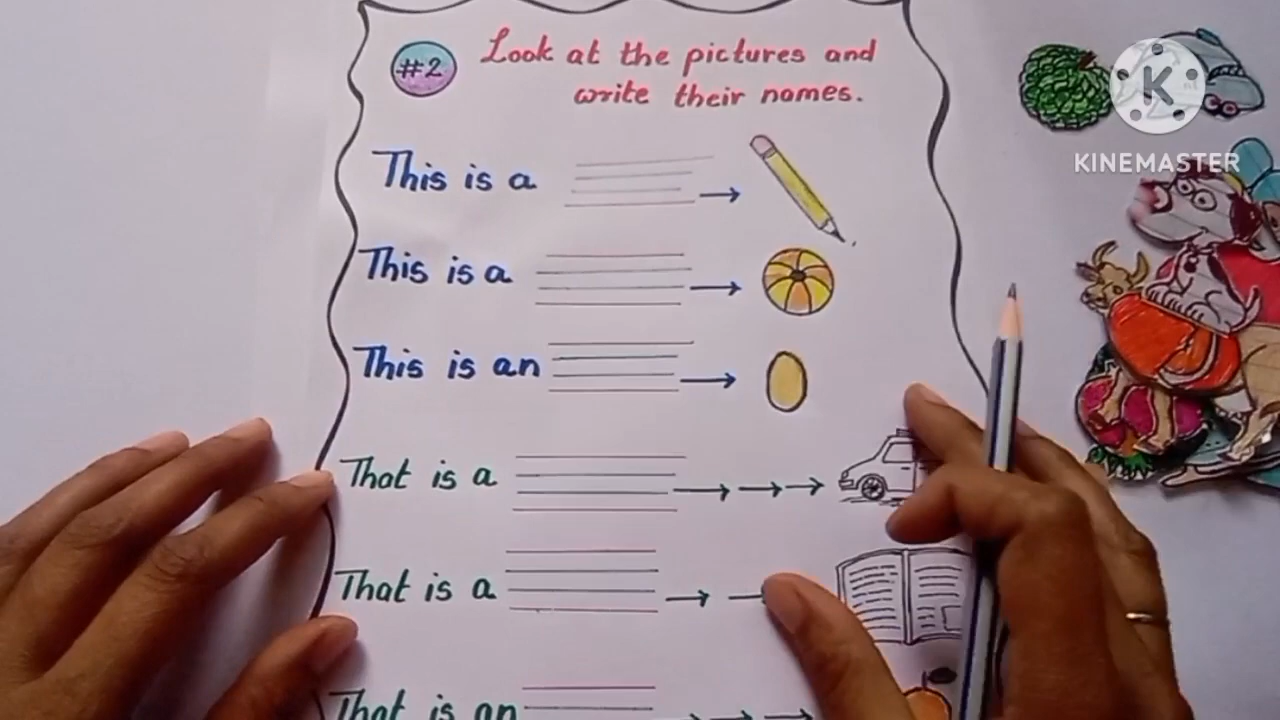 #2 Look at the pictures and
write their names.
This is a
This is a
This is an
That is a
That is a
That is an
K
KINEMASTER